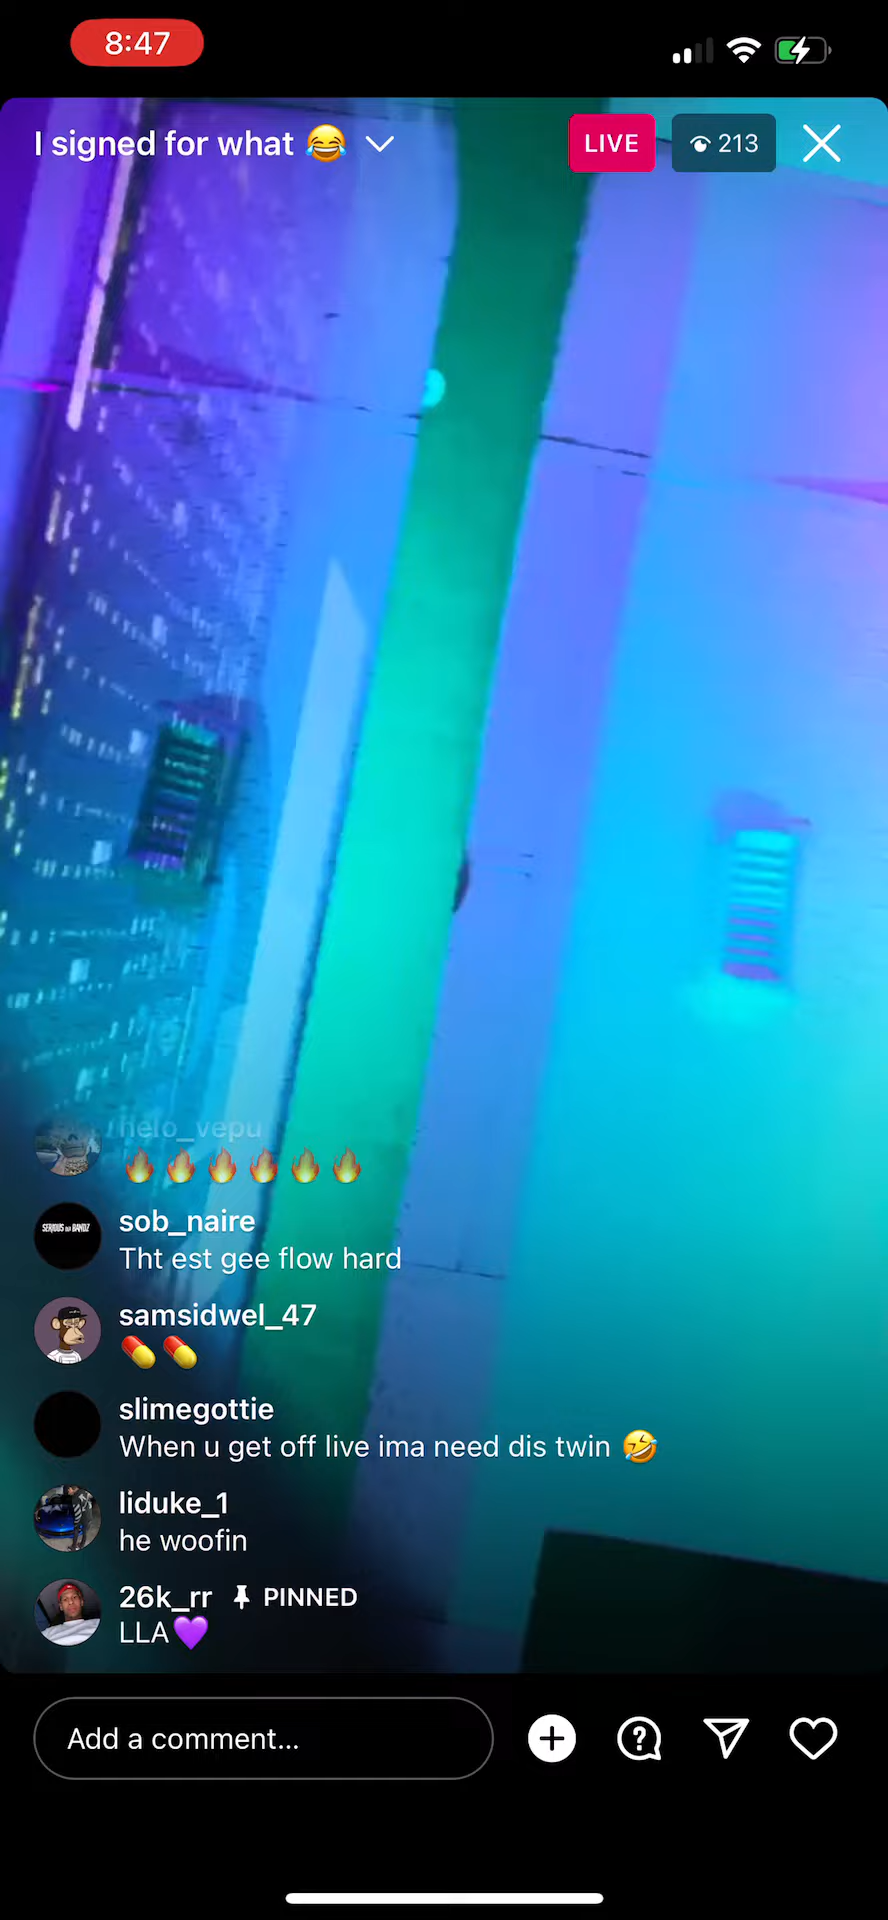 8:47
I signed for what 😂
LIVE
213
helo_vepu
🔥🔥🔥🔥🔥🔥
sob_naire
Tht est gee flow hard
samsidwel_47
💊💊
slimegottie
When u get off live ima need dis twin 🤣
liduke_1
he woofin
26k_rr PINNED
LLA💜
Add a comment...